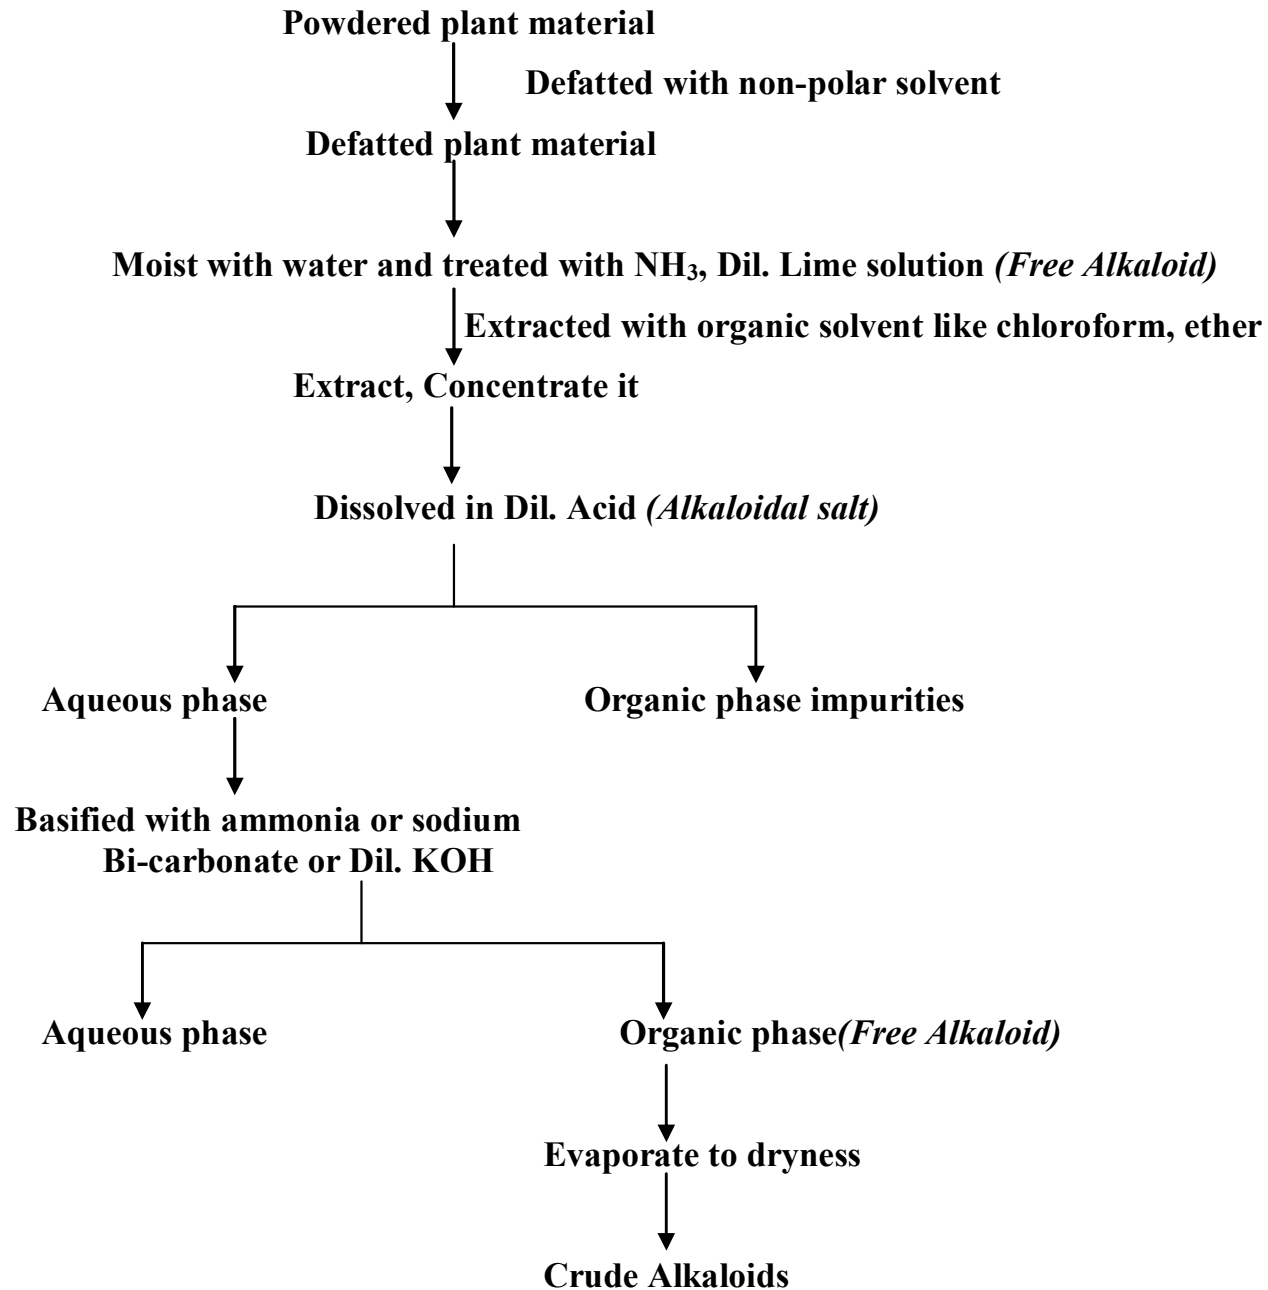 Powdered plant material
Defatted with non-polar solvent
Defatted plant material
Moist with water and treated with NH₃, Dil. Lime solution (Free Alkaloid)
Extracted with organic solvent like chloroform, ether
Extract, Concentrate it
Dissolved in Dil. Acid (Alkaloidal salt)
Aqueous phase
Organic phase impurities
Basified with ammonia or sodium
Bi-carbonate or Dil. KOH
Aqueous phase
Organic phase(Free Alkaloid)
Evaporate to dryness
Crude Alkaloids